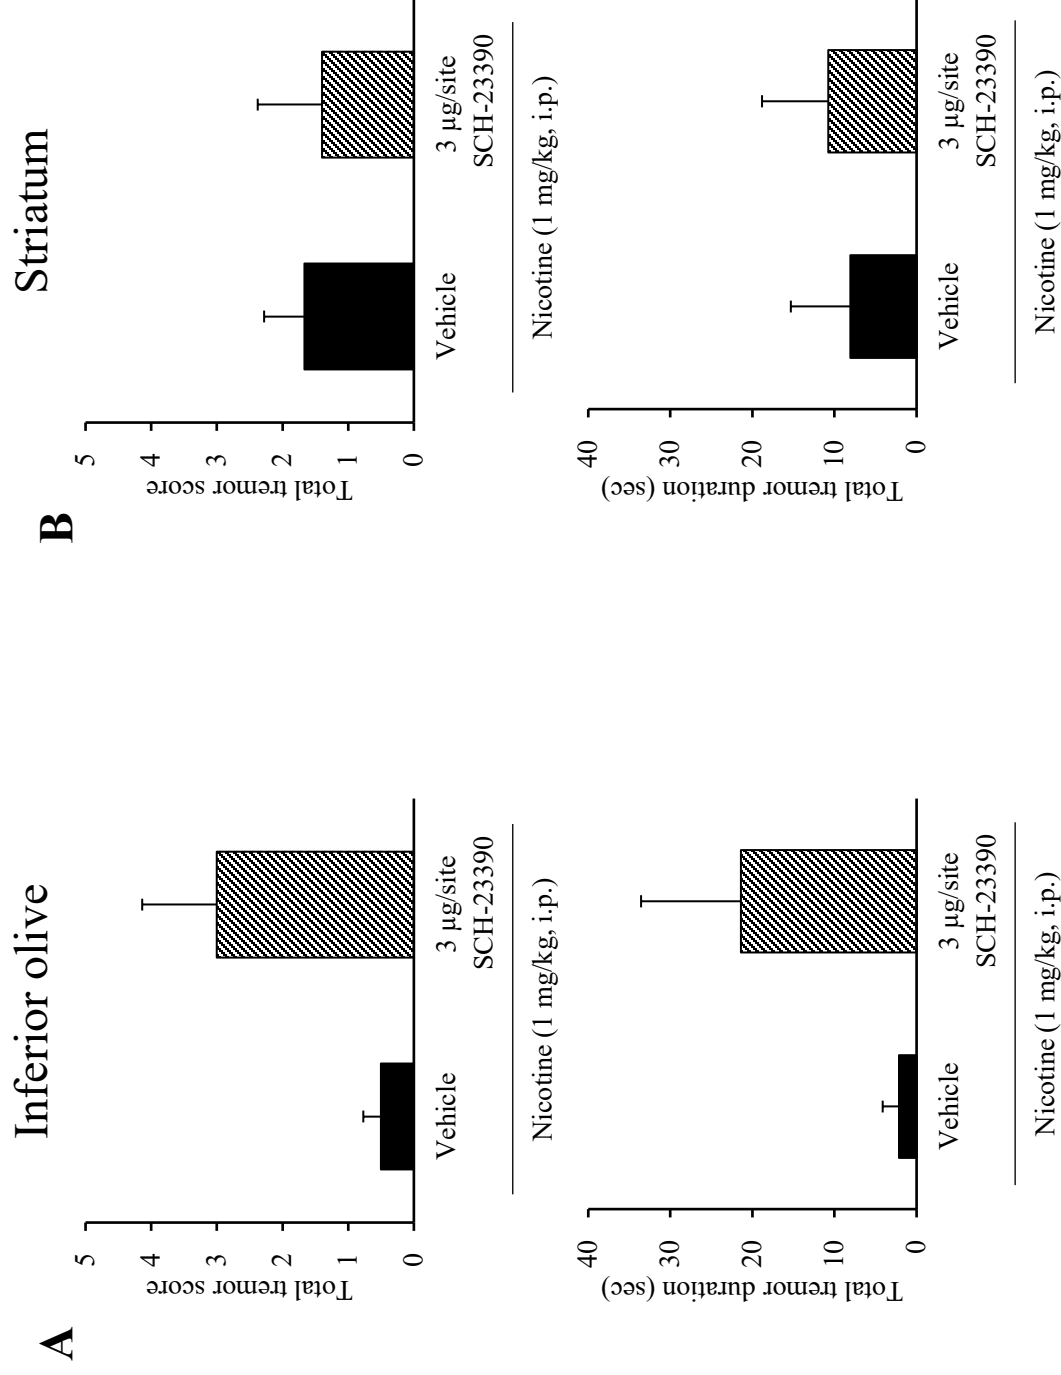 A
Inferior olive
Total tremor score
5
4
3
2
1
0
Vehicle
3 µg/site
SCH-23390
Nicotine (1 mg/kg, i.p.)
Total tremor duration (sec)
40
30
20
10
0
Vehicle
3 µg/site
SCH-23390
Nicotine (1 mg/kg, i.p.)
B
Striatum
Total tremor score
5
4
3
2
1
0
Vehicle
3 µg/site
SCH-23390
Nicotine (1 mg/kg, i.p.)
Total tremor duration (sec)
40
30
20
10
0
Vehicle
3 µg/site
SCH-23390
Nicotine (1 mg/kg, i.p.)